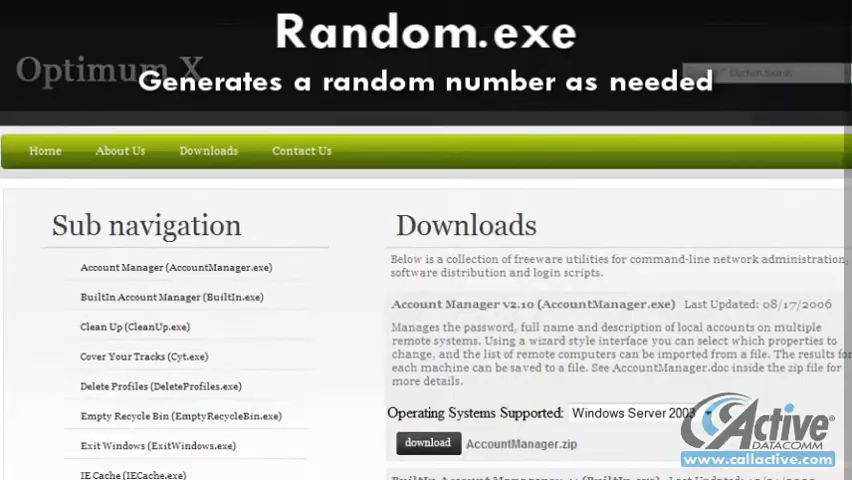 Random.exe
Optimum X
Generates a random number as needed
Custom Search
Home About Us Downloads Contact Us
Sub navigation
Account Manager (AccountManager.exe)
BuiltIn Account Manager (BuiltIn.exe)
Clean Up (CleanUp.exe)
Cover Your Tracks (Cyt.exe)
Delete Profiles (DeleteProfiles.exe)
Empty Recycle Bin (EmptyRecycleBin.exe)
Exit Windows (ExitWindows.exe)
IE Cache (IECache.exe)
Downloads
Below is a collection of freeware utilities for command-line network administration,
software distribution and login scripts.
Account Manager v2.10 (AccountManager.exe) Last Updated: 08/17/2006
Manages the password, full name and description of local accounts on multiple
remote systems. Using a wizard style interface you can select which properties to
change, and the list of remote computers can be imported from a file. The results for
each machine can be saved to a file. See AccountManager.doc inside the zip file for
more details.
Operating Systems Supported: Windows Server 2003
download AccountManager.zip
Active
DATACOMM
www.callactive.com